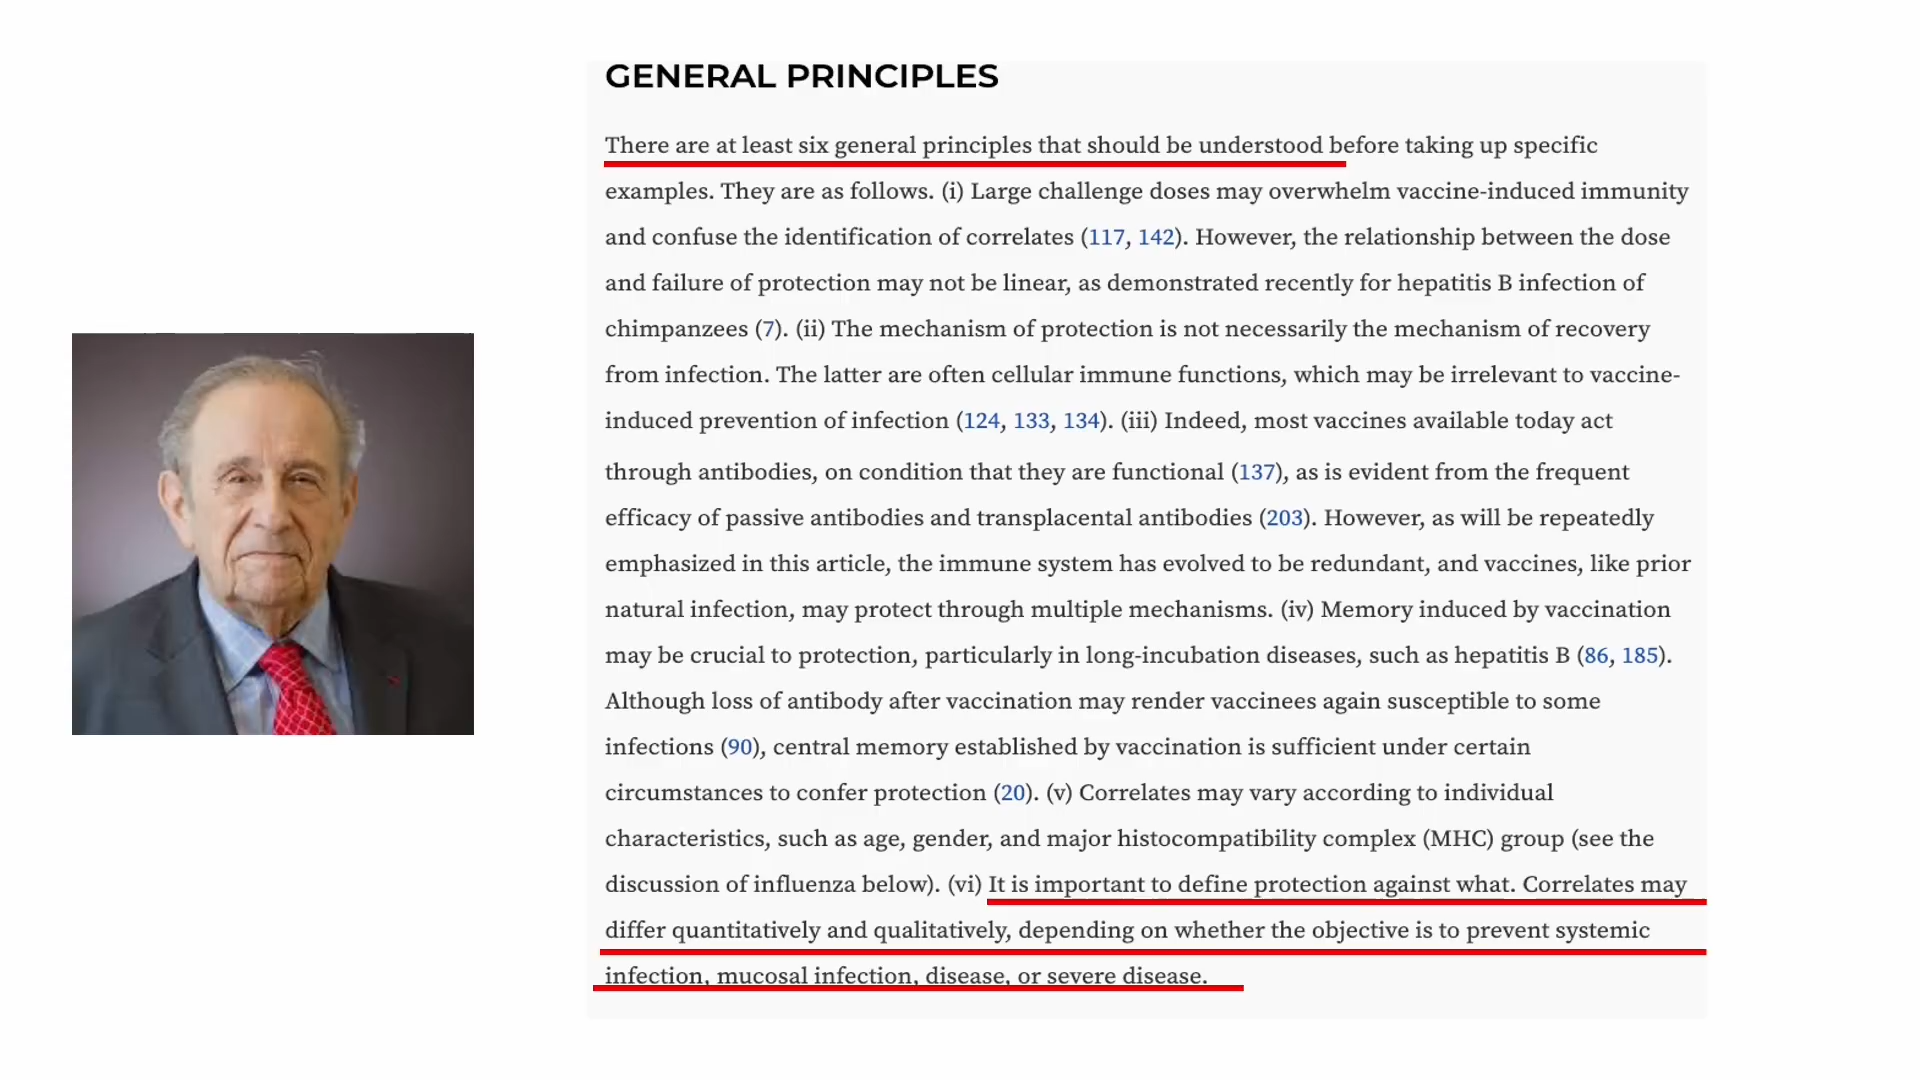 GENERAL PRINCIPLES
There are at least six general principles that should be understood before taking up specific
examples. They are as follows. (i) Large challenge doses may overwhelm vaccine-induced immunity
and confuse the identification of correlates (117, 142). However, the relationship between the dose
and failure of protection may not be linear, as demonstrated recently for hepatitis B infection of
chimpanzees (7). (ii) The mechanism of protection is not necessarily the mechanism of recovery
from infection. The latter are often cellular immune functions, which may be irrelevant to vaccine-
induced prevention of infection (124, 133, 134). (iii) Indeed, most vaccines available today act
through antibodies, on condition that they are functional (137), as is evident from the frequent
efficacy of passive antibodies and transplacental antibodies (203). However, as will be repeatedly
emphasized in this article, the immune system has evolved to be redundant, and vaccines, like prior
natural infection, may protect through multiple mechanisms. (iv) Memory induced by vaccination
may be crucial to protection, particularly in long-incubation diseases, such as hepatitis B (86, 185).
Although loss of antibody after vaccination may render vaccinees again susceptible to some
infections (90), central memory established by vaccination is sufficient under certain
circumstances to confer protection (20). (v) Correlates may vary according to individual
characteristics, such as age, gender, and major histocompatibility complex (MHC) group (see the
discussion of influenza below). (vi) It is important to define protection against what. Correlates may
differ quantitatively and qualitatively, depending on whether the objective is to prevent systemic
infection, mucosal infection, disease, or severe disease.